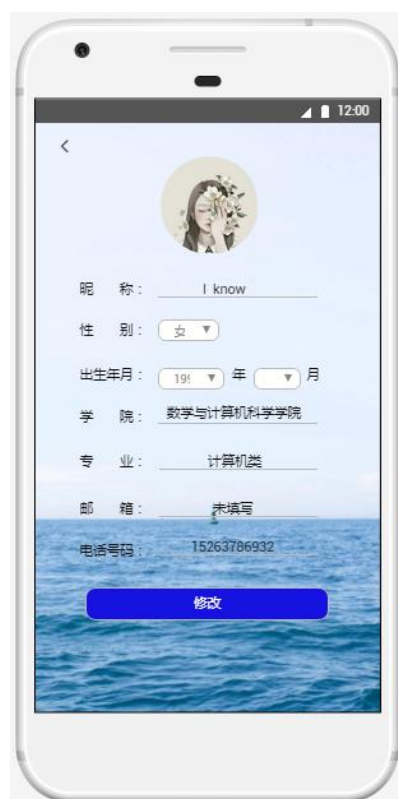 12:00
昵 称： I know
性 别： 女
出生年月： 199 年 月
学 院： 数学与计算机科学学院
专 业： 计算机类
邮 箱： 未填写
电话号码： 15263786932
修改